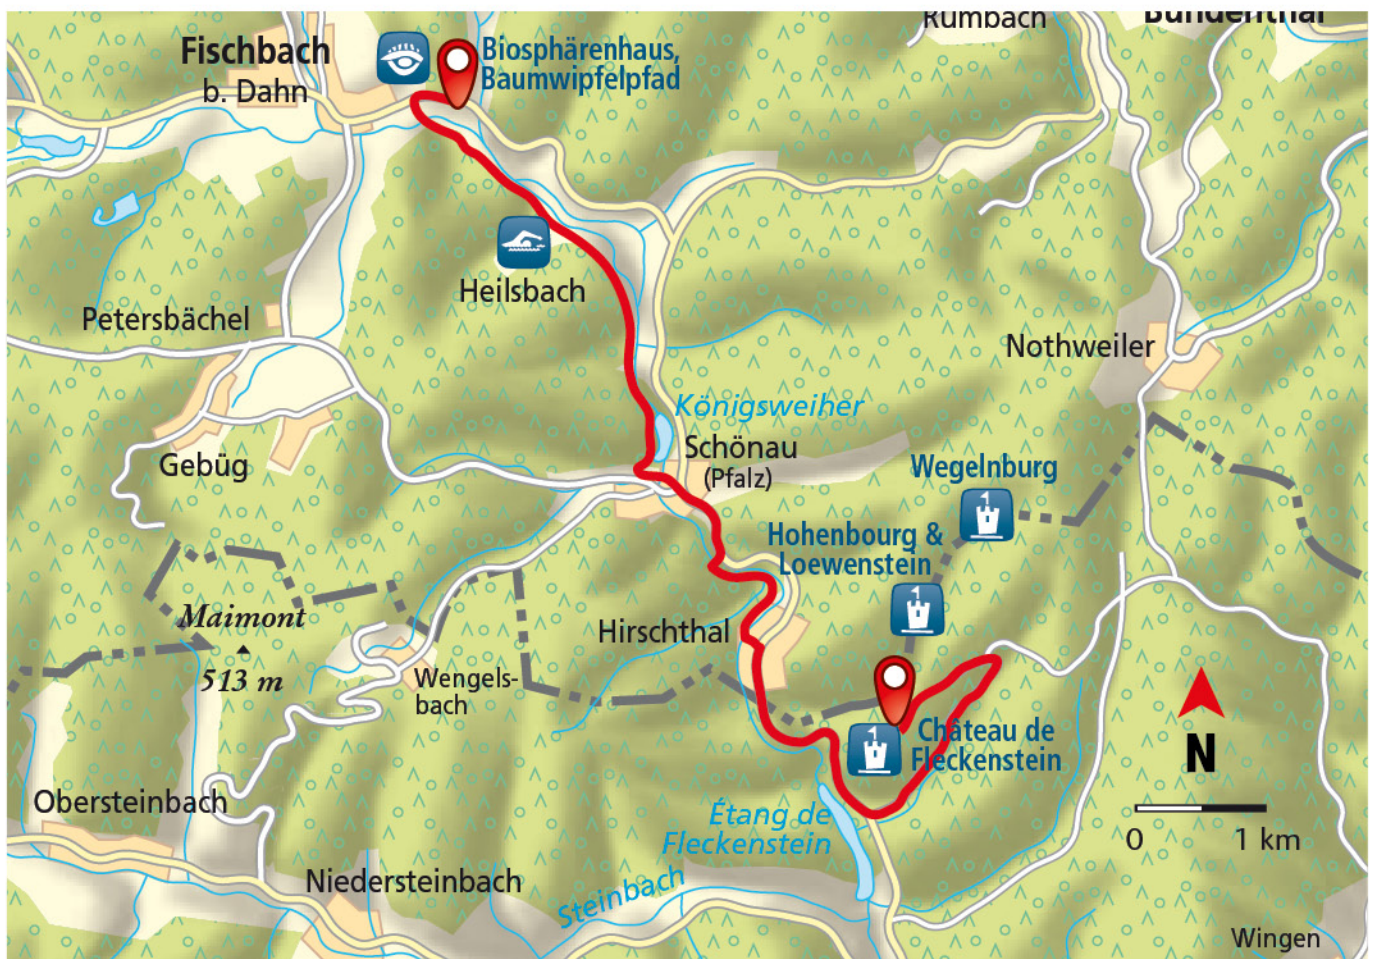 Rumbach
Bundenthal
Fischbach
b. Dahn
Biosphärenhaus,
Baumwipfelpfad
Heilsbach
Petersbächel
Nothweiler
Königsweiher
Schönau
(Pfalz)
Gebüg
Wegelnburg
Hohenbourg &
Loewenstein
Maimont
513 m
Hirschthal
Wengels-
bach
Château de
Fleckenstein
N
Obersteinbach
Étang de
Fleckenstein
0 1 km
Niedersteinbach
Steinbach
Wingen